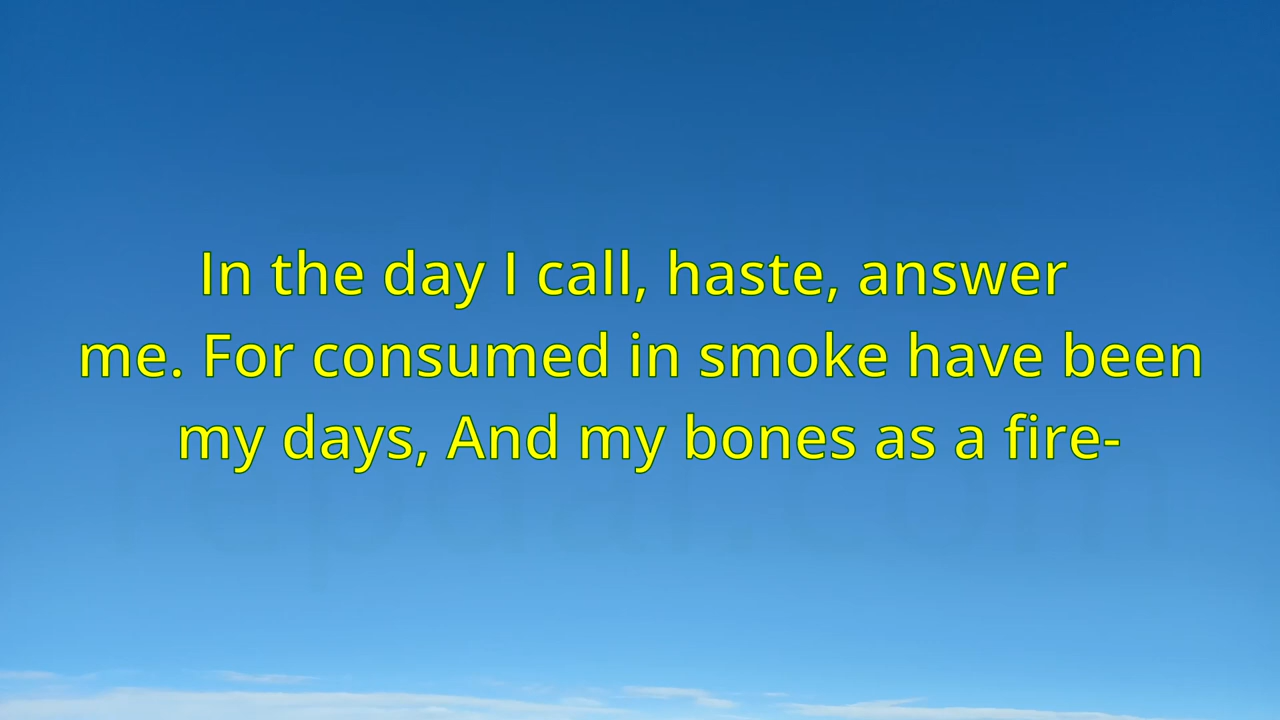 In the day I call, haste, answer
me. For consumed in smoke have been
my days, And my bones as a fire-